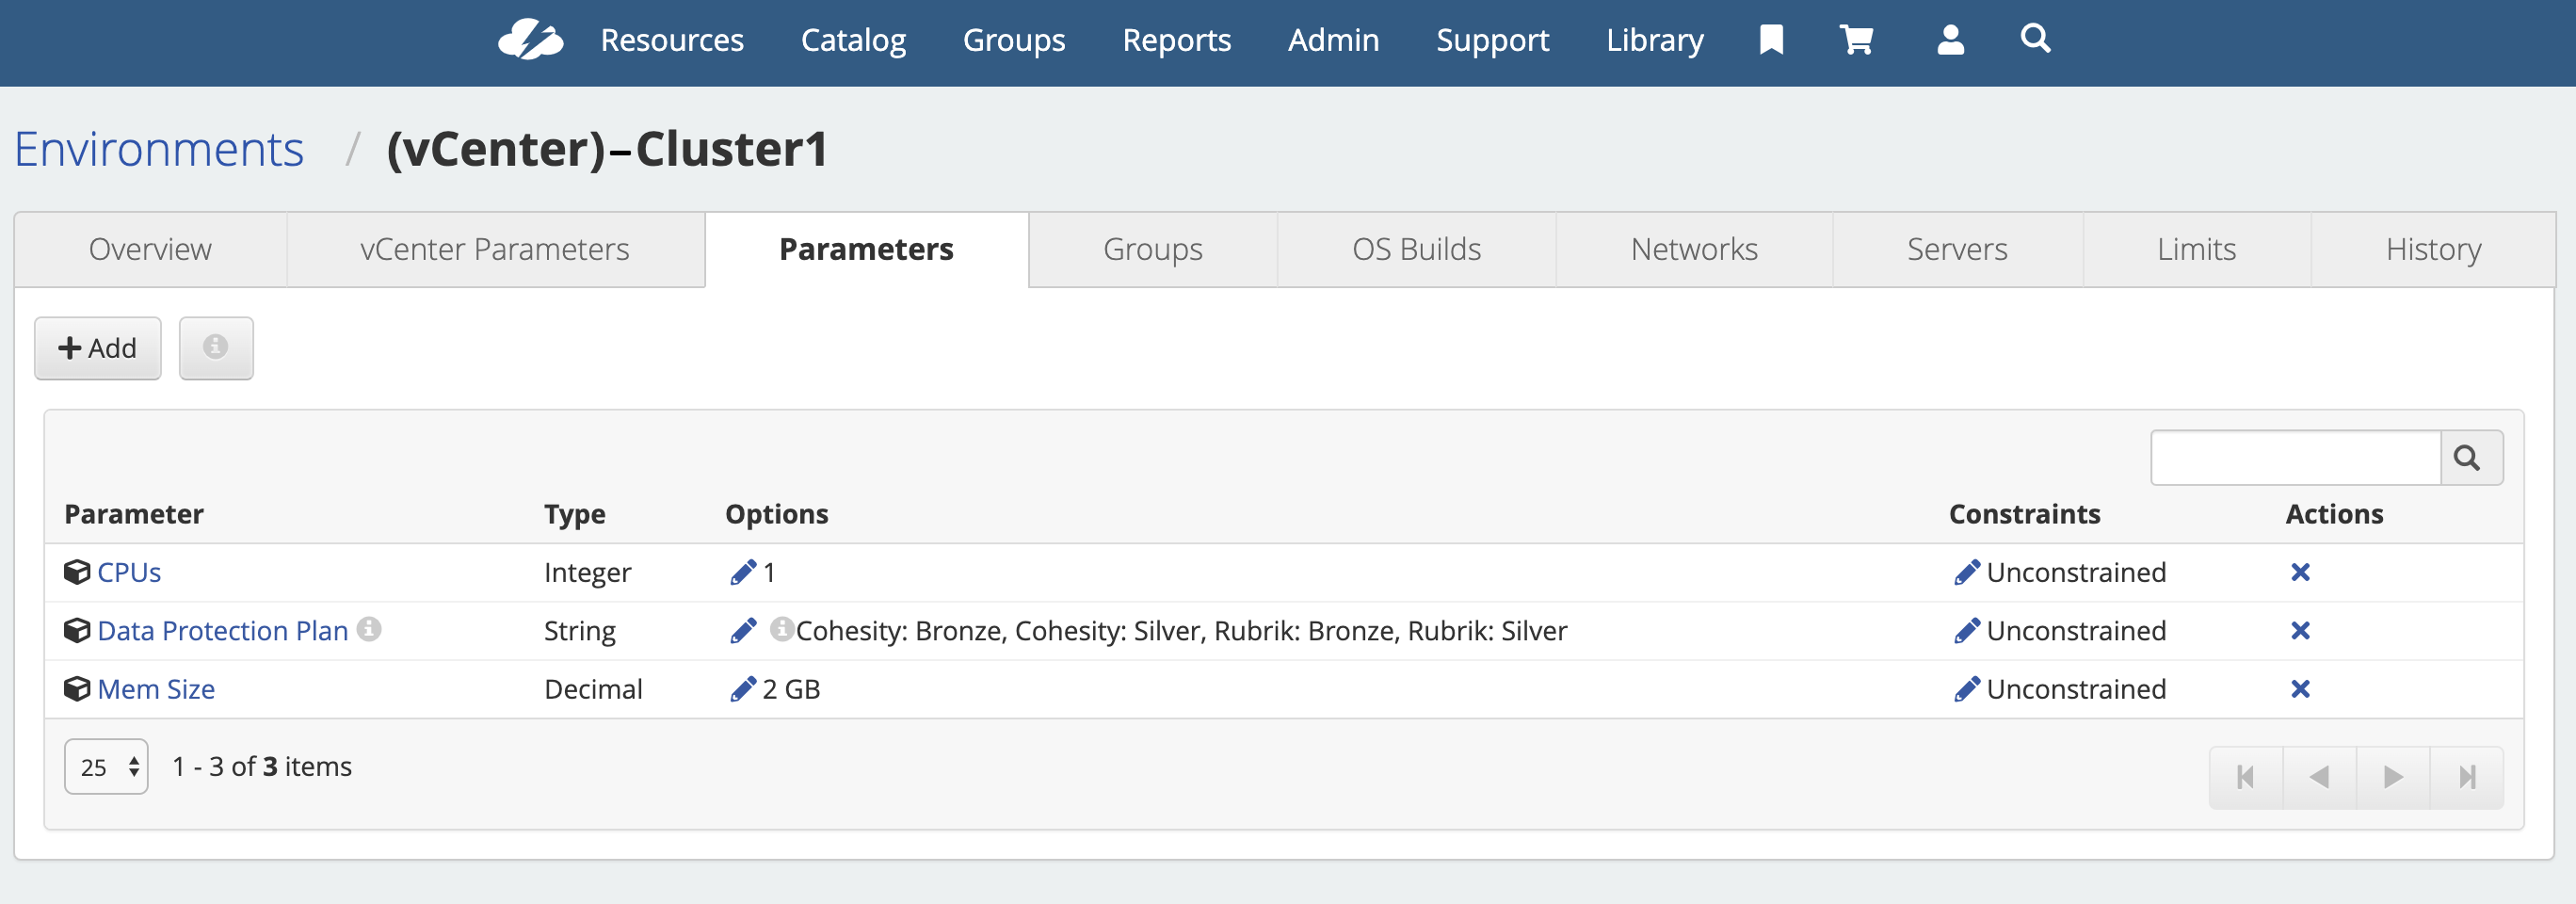 Resources Catalog Groups Reports Admin Support Library
Environments / (vCenter)–Cluster1
Overview vCenter Parameters Parameters Groups OS Builds Networks Servers Limits History
Add
Parameter Type Options Constraints Actions
CPUs Integer 1 Unconstrained
Data Protection Plan String Cohesity: Bronze, Cohesity: Silver, Rubrik: Bronze, Rubrik: Silver Unconstrained
Mem Size Decimal 2 GB Unconstrained
25 1 - 3 of 3 items